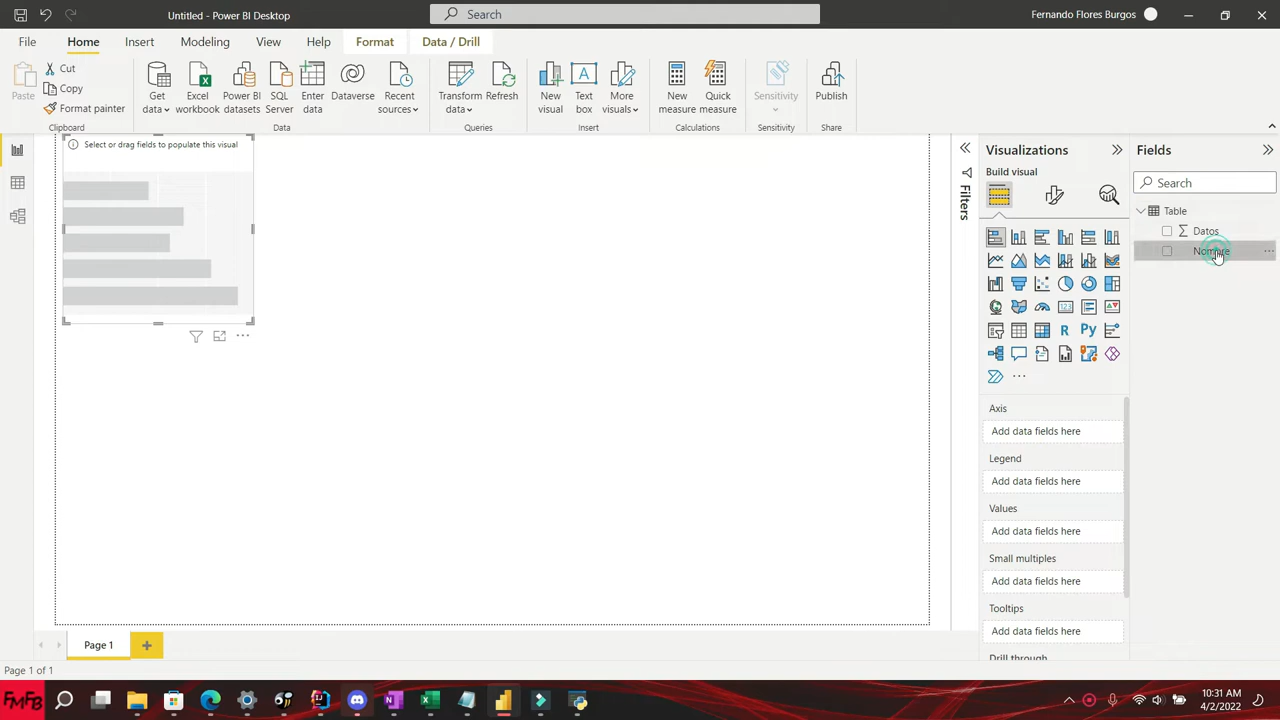 Untitled - Power BI Desktop
Search
Fernando Flores Burgos
File
Home
Insert
Modeling
View
Help
Format
Data / Drill
Paste
Cut
Copy
Format painter
Clipboard
Get data
Excel workbook
Power BI datasets
SQL Server
Enter data
Dataverse
Recent sources
Data
Transform data
Refresh
Queries
New visual
Text box
More visuals
Insert
New measure
Quick measure
Calculations
Sensitivity
Sensitivity
Publish
Share
Select or drag fields to populate this visual
Filters
Visualizations
Build visual
R
Py
123
Axis
Add data fields here
Legend
Add data fields here
Values
Add data fields here
Small multiples
Add data fields here
Tooltips
Add data fields here
Drill through
Fields
Search
Table
Datos
Nombre
Page 1
Page 1 of 1
FMFB
10:31 AM
4/2/2022